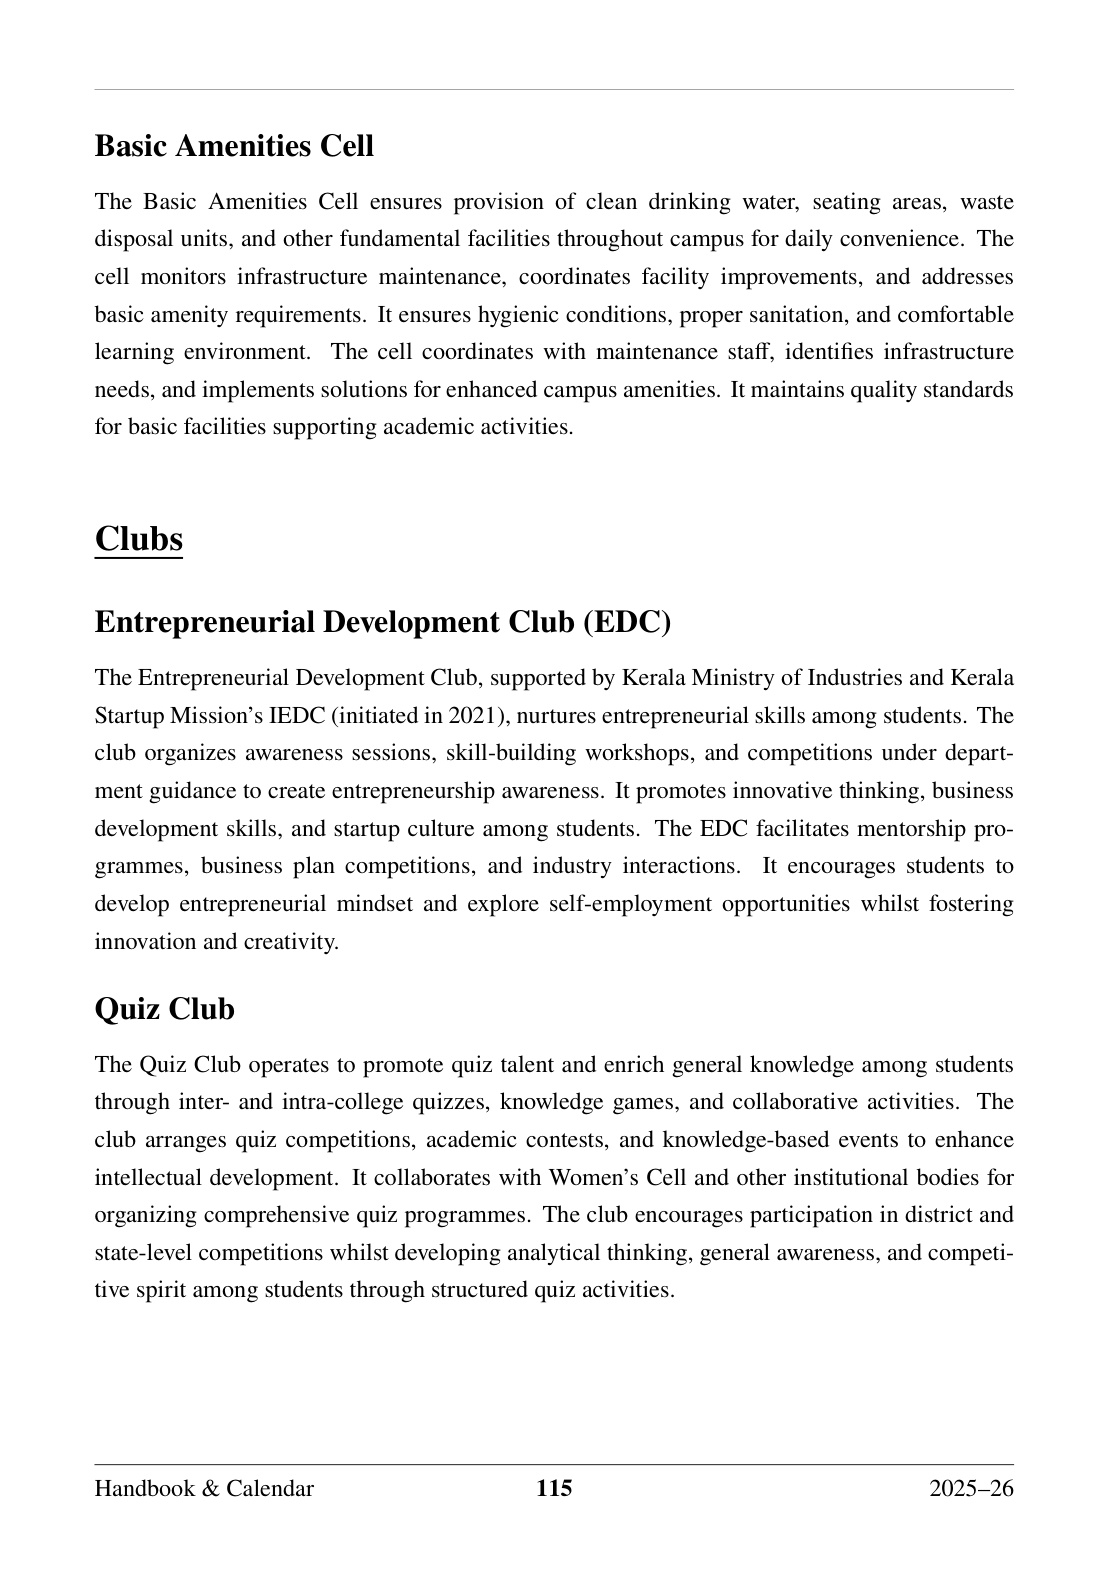 Basic Amenities Cell
The Basic Amenities Cell ensures provision of clean drinking water, seating areas, waste
disposal units, and other fundamental facilities throughout campus for daily convenience. The
cell monitors infrastructure maintenance, coordinates facility improvements, and addresses
basic amenity requirements. It ensures hygienic conditions, proper sanitation, and comfortable
learning environment. The cell coordinates with maintenance staff, identifies infrastructure
needs, and implements solutions for enhanced campus amenities. It maintains quality standards
for basic facilities supporting academic activities.
Clubs
Entrepreneurial Development Club (EDC)
The Entrepreneurial Development Club, supported by Kerala Ministry of Industries and Kerala
Startup Mission's IEDC (initiated in 2021), nurtures entrepreneurial skills among students. The
club organizes awareness sessions, skill-building workshops, and competitions under depart-
ment guidance to create entrepreneurship awareness. It promotes innovative thinking, business
development skills, and startup culture among students. The EDC facilitates mentorship pro-
grammes, business plan competitions, and industry interactions. It encourages students to
develop entrepreneurial mindset and explore self-employment opportunities whilst fostering
innovation and creativity.
Quiz Club
The Quiz Club operates to promote quiz talent and enrich general knowledge among students
through inter- and intra-college quizzes, knowledge games, and collaborative activities. The
club arranges quiz competitions, academic contests, and knowledge-based events to enhance
intellectual development. It collaborates with Women's Cell and other institutional bodies for
organizing comprehensive quiz programmes. The club encourages participation in district and
state-level competitions whilst developing analytical thinking, general awareness, and competi-
tive spirit among students through structured quiz activities.
Handbook & Calendar 115 2025–26